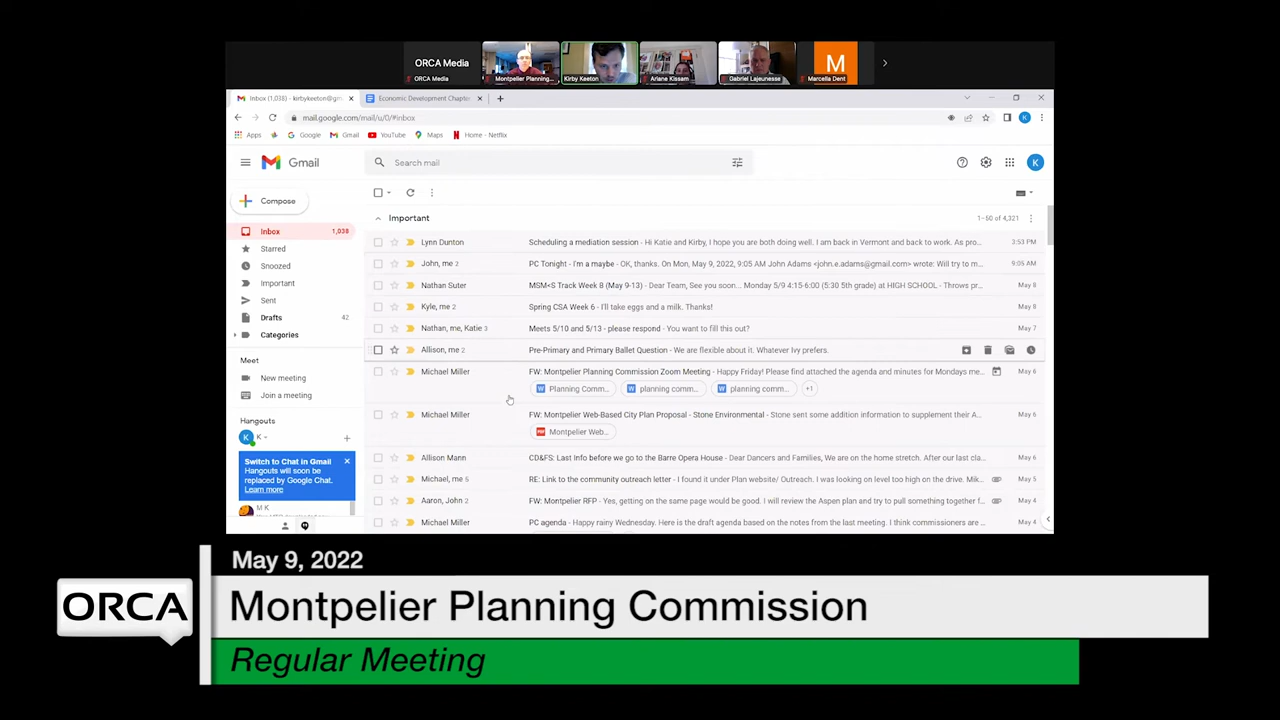 ORCA Media
M
ORCA Media
Montpelier Planning...
Kirby Keeton
Ariane Kissam
Gabriel Lajeunesse
Marcella Dent
Inbox (1,038) - kirbykeeton@gm
Economic Development Chapte
mail.google.com/mail/u/0/#inbox
K
Apps
Google
Gmail
YouTube
Maps
Home - Netflix
Gmail
Search mail
K
Compose
Important
1-50 of 4,321
Inbox
1,038
Starred
Snoozed
Important
Sent
Drafts
42
Categories
Meet
New meeting
Join a meeting
Hangouts
K
K
Switch to Chat in Gmail
Hangouts will soon be
replaced by Google Chat.
Learn more
M K
Lynn Dunton Scheduling a mediation session - Hi Katie and Kirby, I hope you are both doing well. I am back in Vermont and back to work. As pro... 3:53 PM
John, me 2 PC Tonight - I'm a maybe - OK, thanks. On Mon, May 9, 2022, 9:05 AM John Adams <john.e.adams@gmail.com> wrote: Will try to m... 9:05 AM
Nathan Suter MSM<S Track Week 8 (May 9-13) - Dear Team, See you soon... Monday 5/9 4:15-6:00 (5:30 5th grade) at HIGH SCHOOL - Throws pr... May 8
Kyle, me 2 Spring CSA Week 6 - I'll take eggs and a milk. Thanks! May 8
Nathan, me, Katie 3 Meets 5/10 and 5/13 - please respond - You want to fill this out? May 7
Allison, me 2 Pre-Primary and Primary Ballet Question - We are flexible about it. Whatever Ivy prefers.
Michael Miller FW: Montpelier Planning Commission Zoom Meeting - Happy Friday! Please find attached the agenda and minutes for Mondays me... May 6
Planning Comm...
planning comm...
planning comm...
+1
Michael Miller FW: Montpelier Web-Based City Plan Proposal - Stone Environmental - Stone sent some addition information to supplement their A... May 6
Montpelier Web...
Allison Mann CD&FS: Last Info before we go to the Barre Opera House - Dear Dancers and Families, We are on the home stretch. After our last cla... May 6
Michael, me 5 RE: Link to the community outreach letter - I found it under Plan website/ Outreach. I was looking on level too high on the drive. Mik... May 5
Aaron, John 2 FW: Montpelier RFP - Yes, getting on the same page would be good. I will review the Aspen plan and try to pull something together f... May 4
Michael Miller PC agenda - Happy rainy Wednesday. Here is the draft agenda based on the notes from the last meeting. I think commissioners are ... May 4
May 9, 2022
ORCA
Montpelier Planning Commission
Regular Meeting